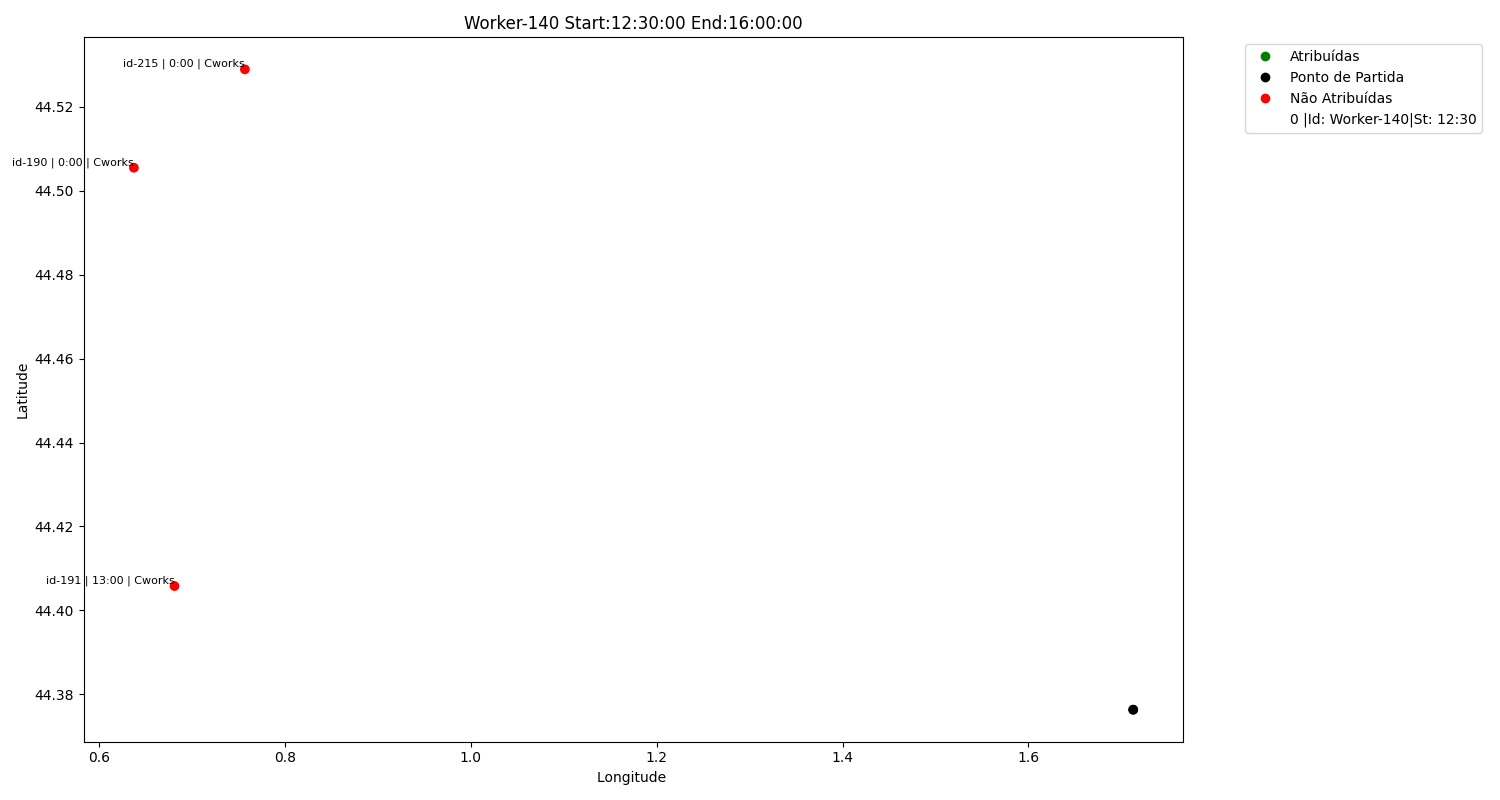 Worker-140 Start:12:30:00 End:16:00:00
id-215 | 0:00 | Cworks
id-190 | 0:00 | Cworks
id-191 | 13:00 | Cworks
44.52
44.50
44.48
44.46
44.44
44.42
44.40
44.38
Latitude
0.6 0.8 1.0 1.2 1.4 1.6
Longitude
Atribuídas
Ponto de Partida
Não Atribuídas
0 |Id: Worker-140|St: 12:30